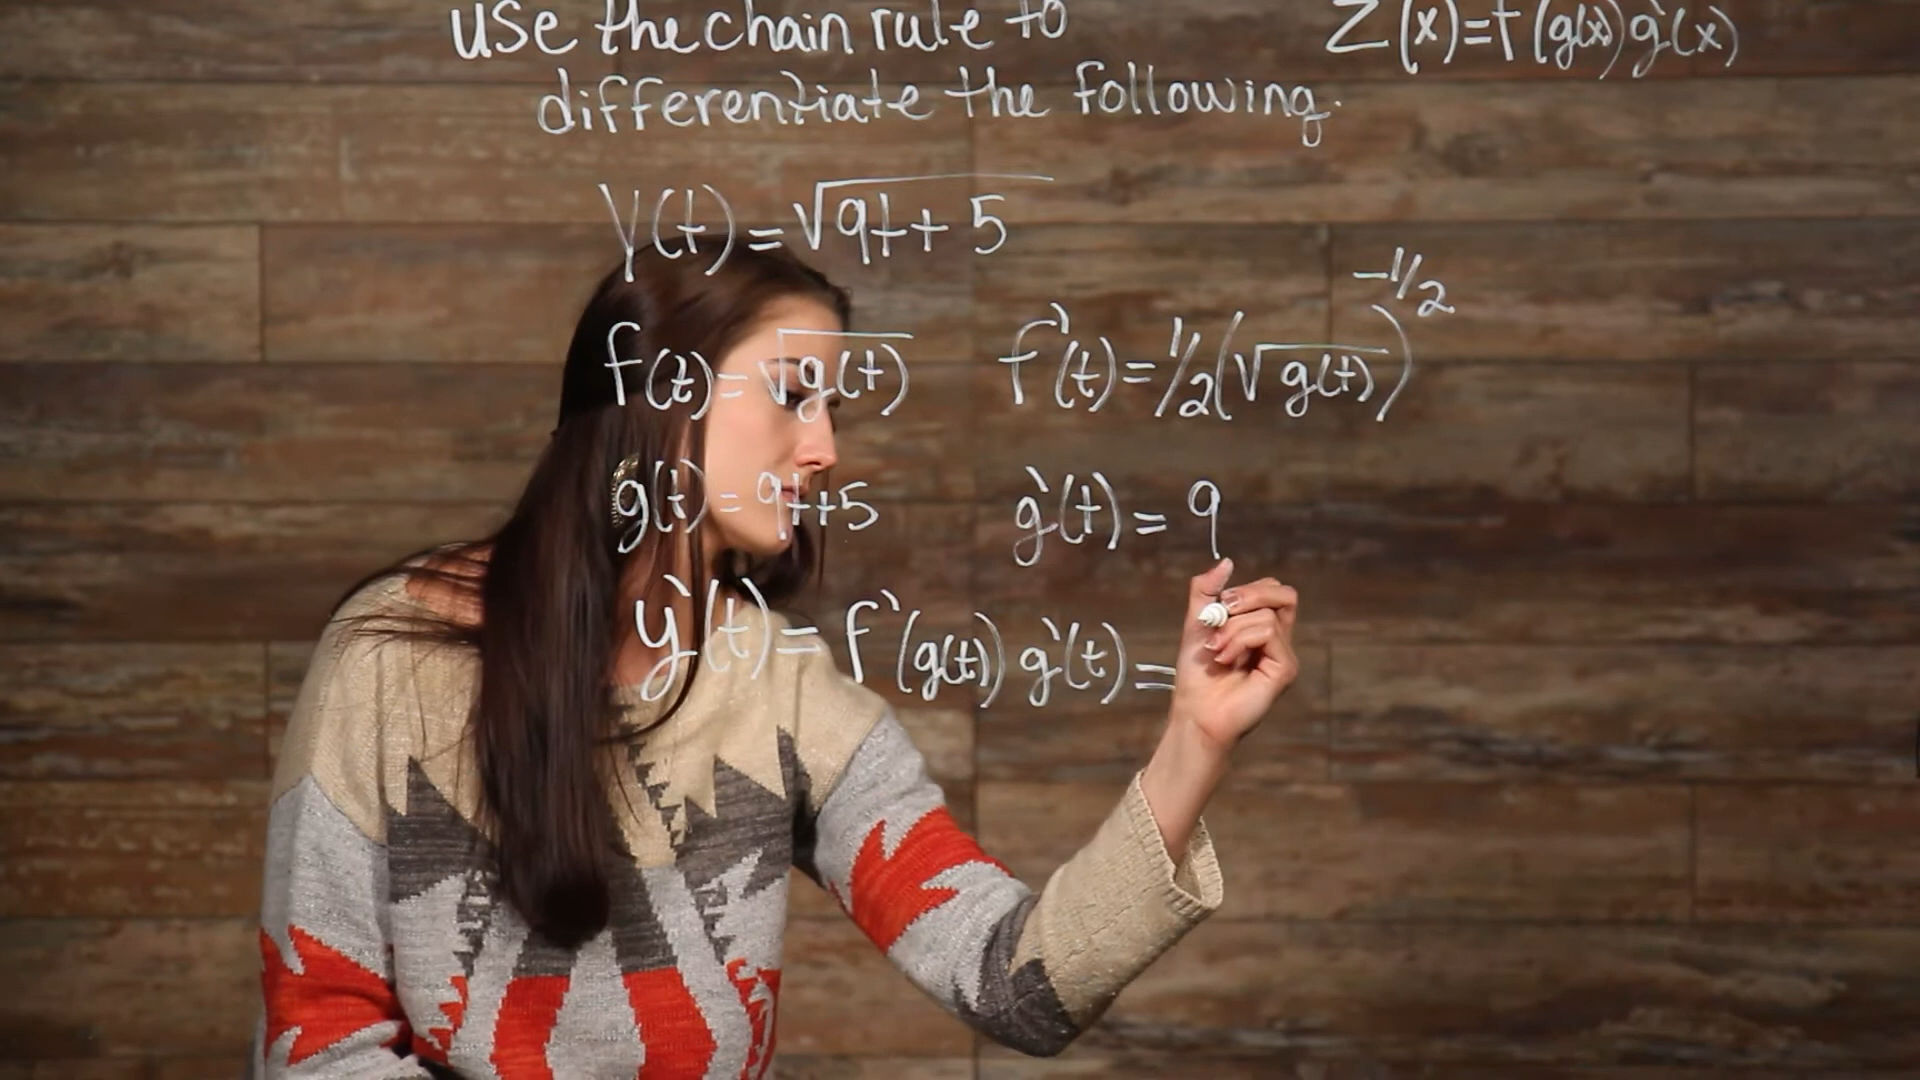 use the chain rule to
differentiate the following.
Z`(x)=f`(g(x))g`(x)
y(t)=√9t+5
f(t)=√g(t)
f`(t)=1/2(√g(t))^-1/2
g(t)=9t+5
g`(t)=9
y`(t)=f`(g(t))g`(t)=